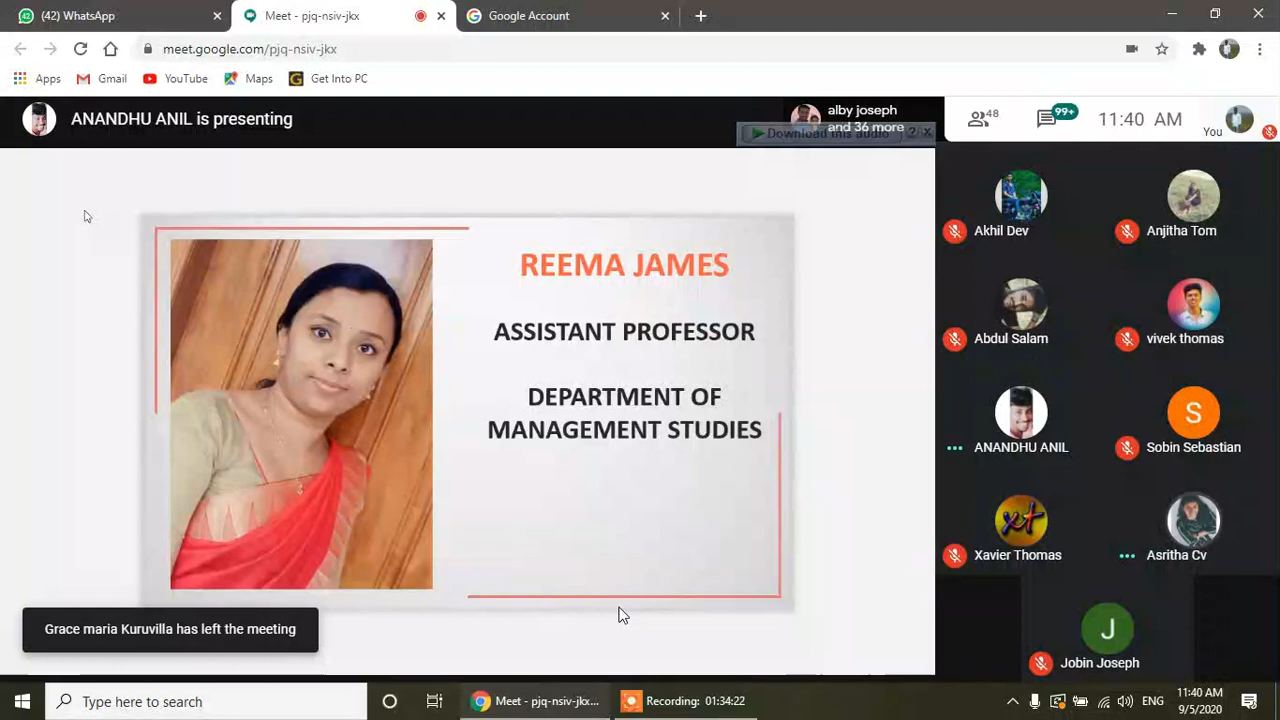 (42) WhatsApp
Meet - pjq-nsiv-jkx
Google Account
meet.google.com/pjq-nsiv-jkx
Apps
Gmail
YouTube
Maps
Get Into PC
ANANDHU ANIL is presenting
alby joseph
and 36 more
Download this audio
?
48
99+
11:40 AM
You
REEMA JAMES
ASSISTANT PROFESSOR
DEPARTMENT OF
MANAGEMENT STUDIES
Akhil Dev
Anjitha Tom
Abdul Salam
vivek thomas
ANANDHU ANIL
S
Sobin Sebastian
xt
Xavier Thomas
Asritha Cv
J
Jobin Joseph
Grace maria Kuruvilla has left the meeting
Type here to search
Meet - pjq-nsiv-jkx...
Recording: 01:34:22
ENG
11:40 AM
9/5/2020